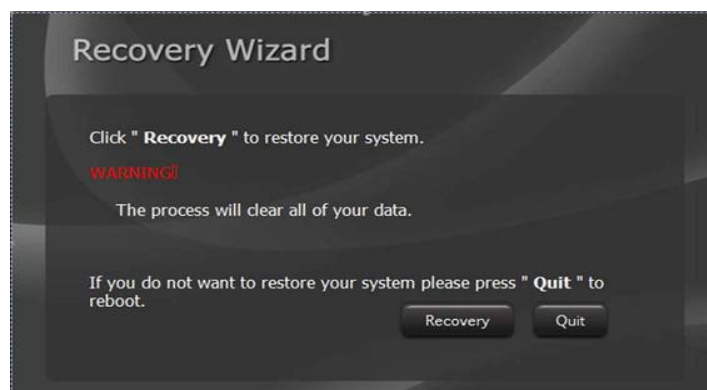 Recovery Wizard
Click " Recovery " to restore your system.
WARNING!
The process will clear all of your data.
If you do not want to restore your system please press " Quit " to
reboot.
Recovery
Quit